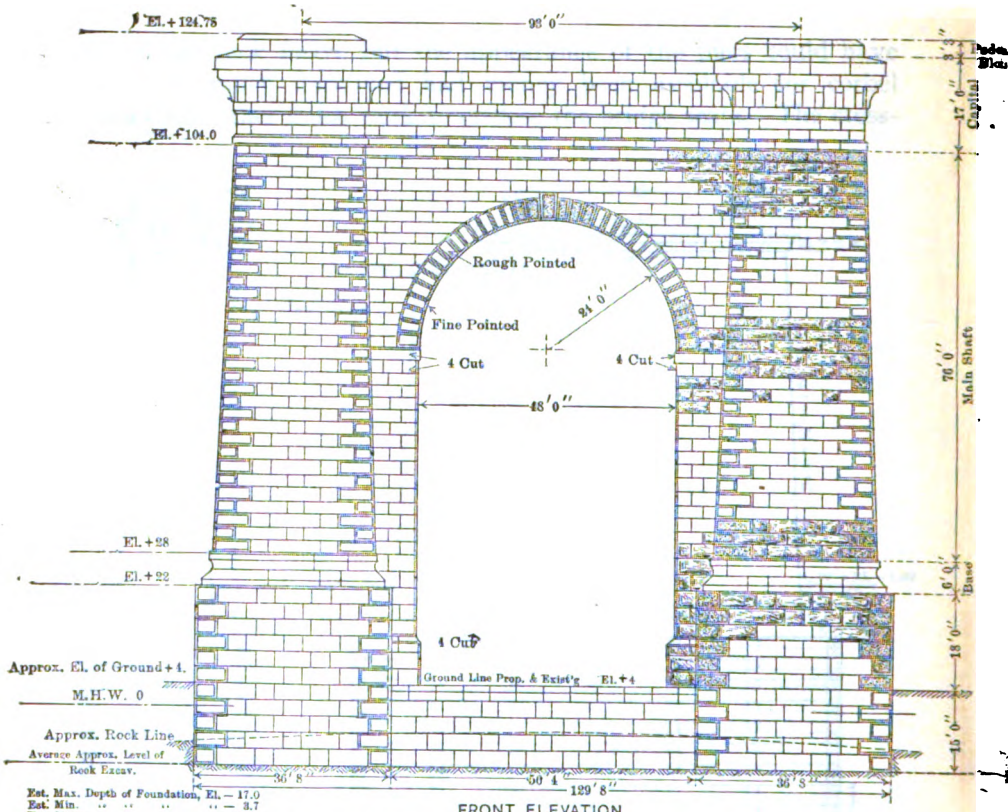 93'0"
El. + 124.75
3'3"
17'0"
Capital
El. + 104.0
Rough Pointed
24'0"
Fine Pointed
4 Cut
4 Cut
48'0"
76'0"
Main Shaft
El. + 28
El. + 22
6'0"
Base
4 Cut
18'0"
Approx. El. of Ground + 4.
Ground Line Prop. & Exist'g El. + 4
M.H.W. 0
Approx. Rock Line
15'0"
Average Approx. Level of
Rock Excav.
36'8"
50'4"
36'8"
129'8"
Est. Max. Depth of Foundation, El. – 17.0
Est. Min. " " " " – 3.7
FRONT ELEVATION